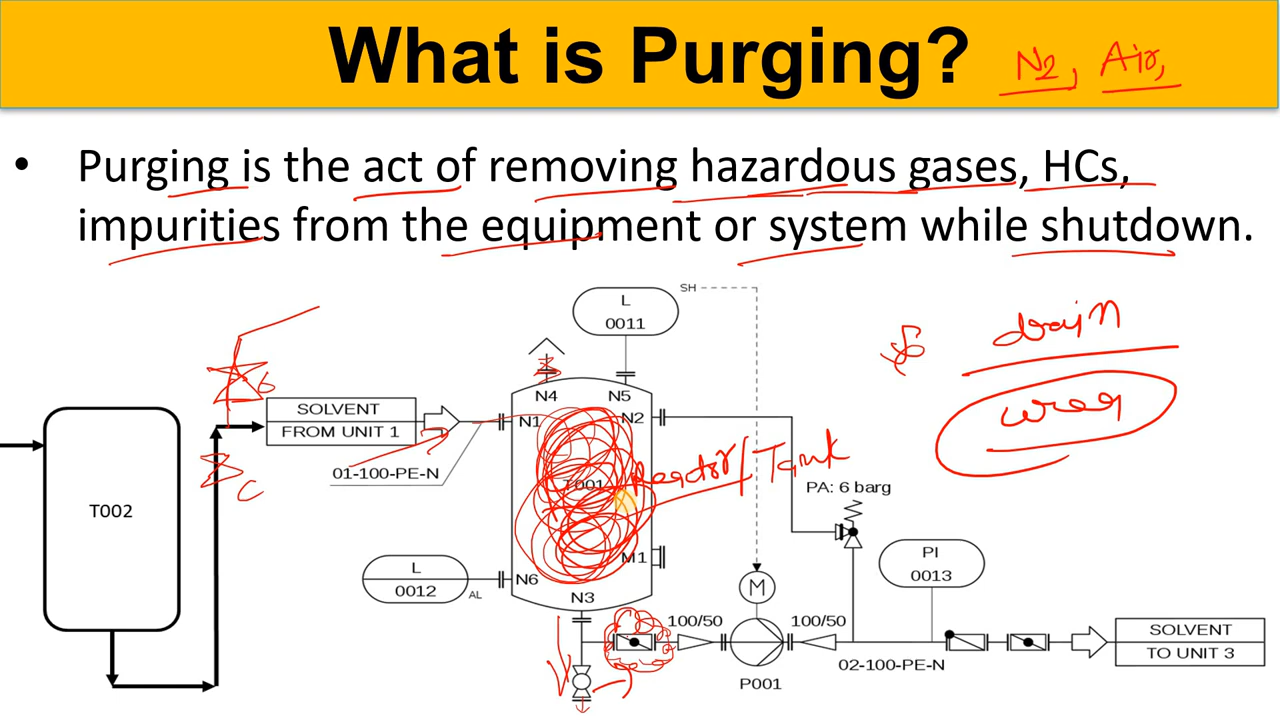 What is Purging?
N2, Air,
• Purging is the act of removing hazardous gases, HCs,
impurities from the equipment or system while shutdown.
SH
L
0011
drain
N4
N5
SOLVENT
FROM UNIT 1
N1
N2
01-100-PE-N
Reactor/Tank
T001
PA: 6 barg
T002
M1
PI
0013
L
0012
AL
N6
N3
M
100/50
100/50
SOLVENT
TO UNIT 3
02-100-PE-N
P001
C